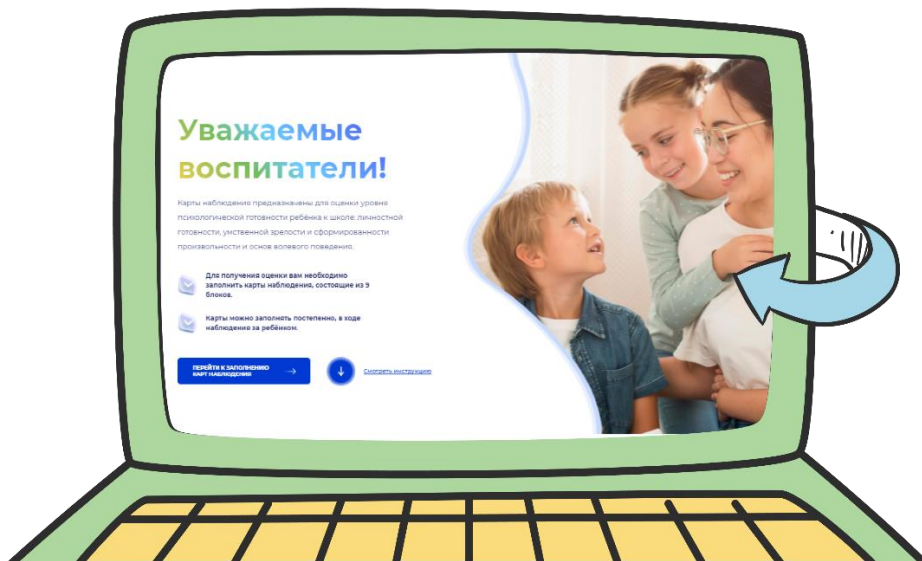 Уважаемые
воспитатели!
Карты наблюдения предназначены для оценки уровня
психологической готовности ребёнка к школе: личностной
готовности, умственной зрелости и сформированности
произвольности и основ волевого поведения.
Для получения оценки вам необходимо
заполнить карты наблюдения, состоящие из 9
блоков.
Карты можно заполнять постепенно, в ходе
наблюдения за ребёнком.
ПЕРЕЙТИ К ЗАПОЛНЕНИЮ
КАРТ НАБЛЮДЕНИЯ
Смотреть инструкцию